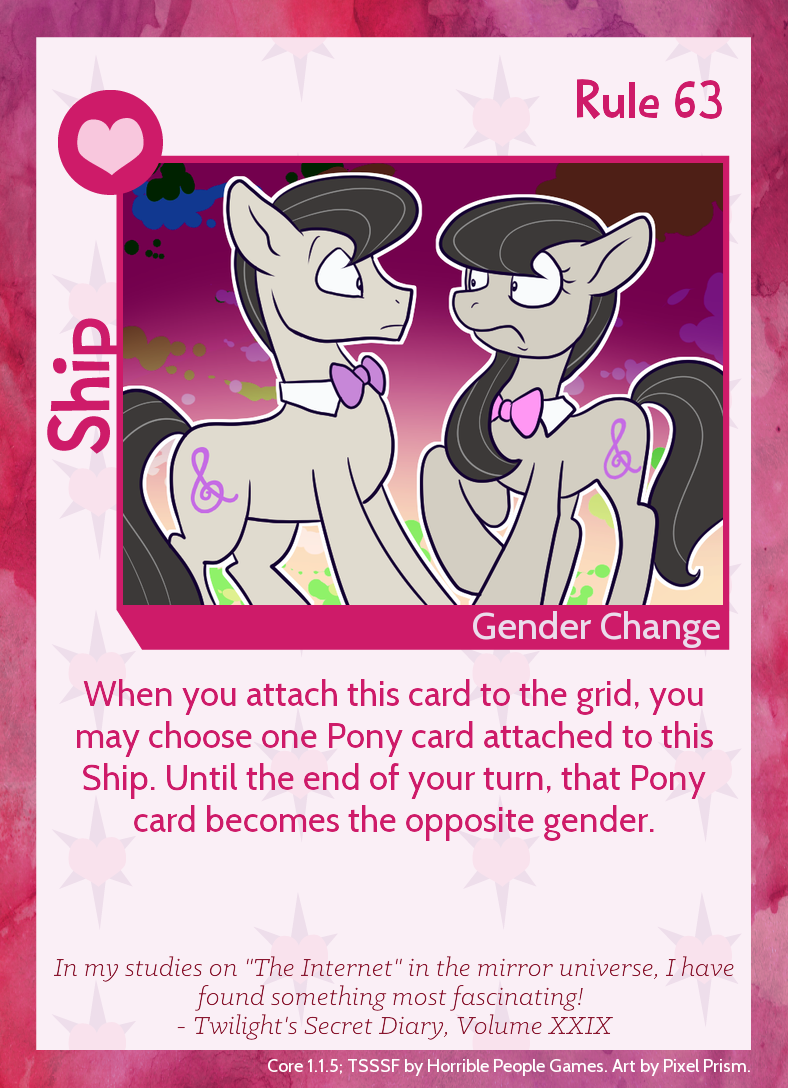 Rule 63
Ship
Gender Change
When you attach this card to the grid, you
may choose one Pony card attached to this
Ship. Until the end of your turn, that Pony
card becomes the opposite gender.
In my studies on "The Internet" in the mirror universe, I have
found something most fascinating!
- Twilight's Secret Diary, Volume XXIX
Core 1.1.5; TSSSF by Horrible People Games. Art by Pixel Prism.